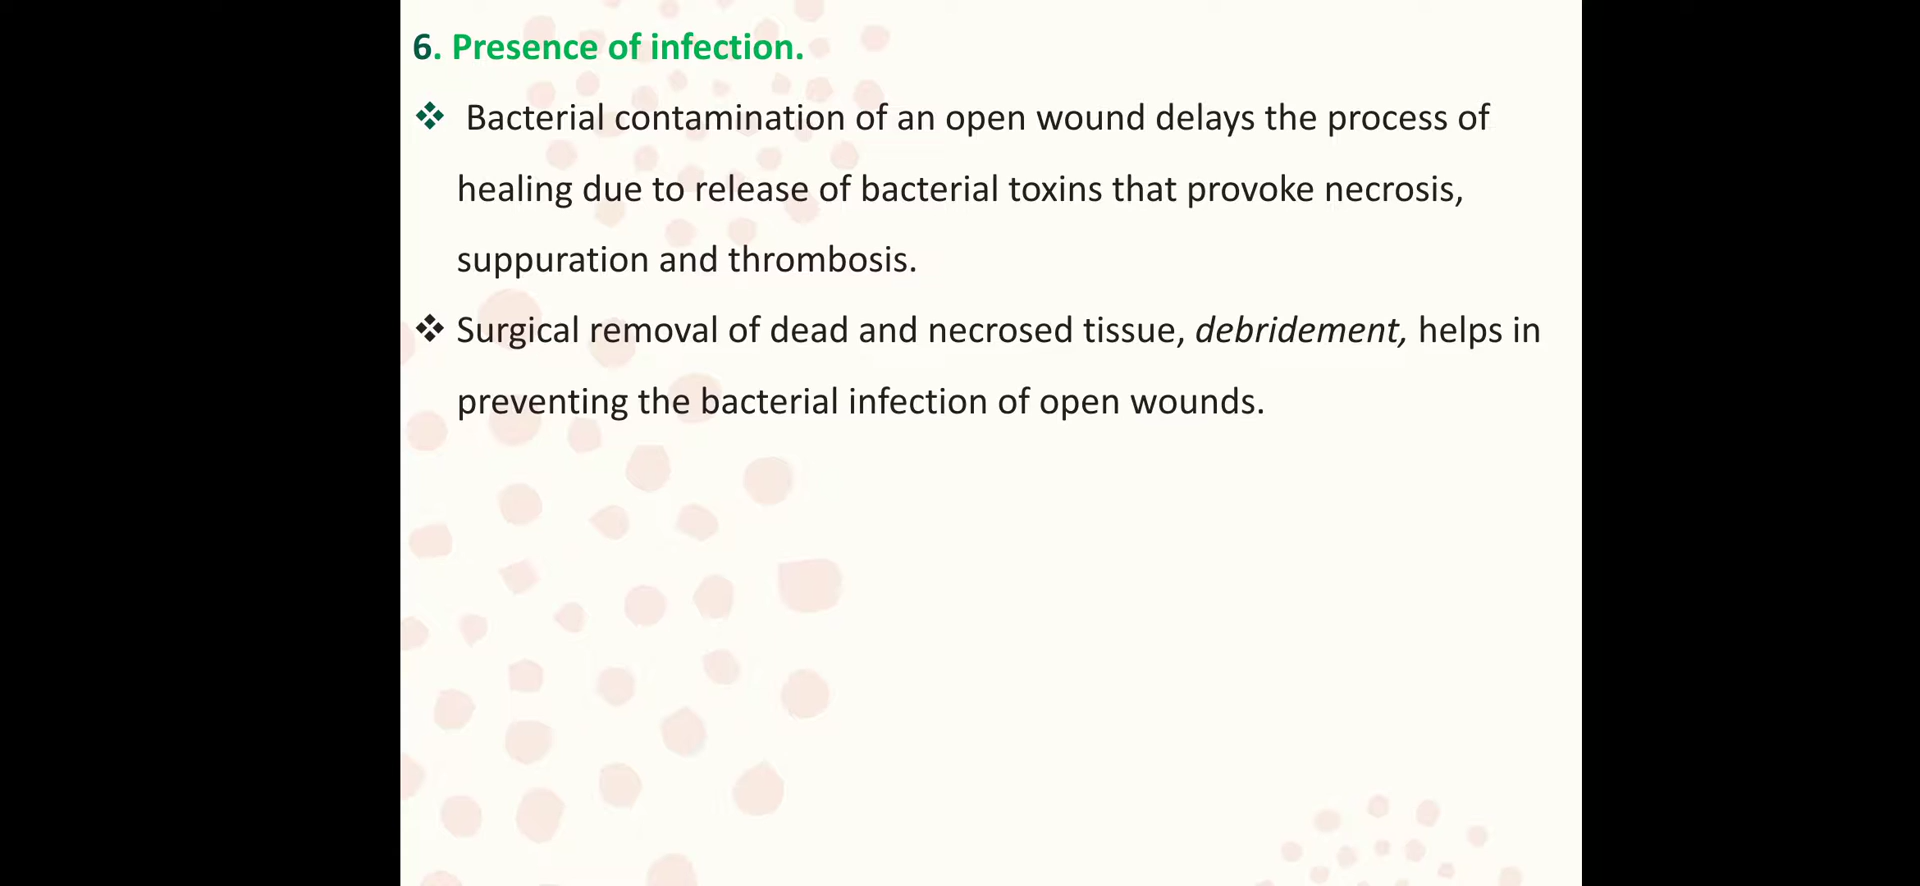 6. Presence of infection.
❖ Bacterial contamination of an open wound delays the process of
healing due to release of bacterial toxins that provoke necrosis,
suppuration and thrombosis.
❖ Surgical removal of dead and necrosed tissue, debridement, helps in
preventing the bacterial infection of open wounds.